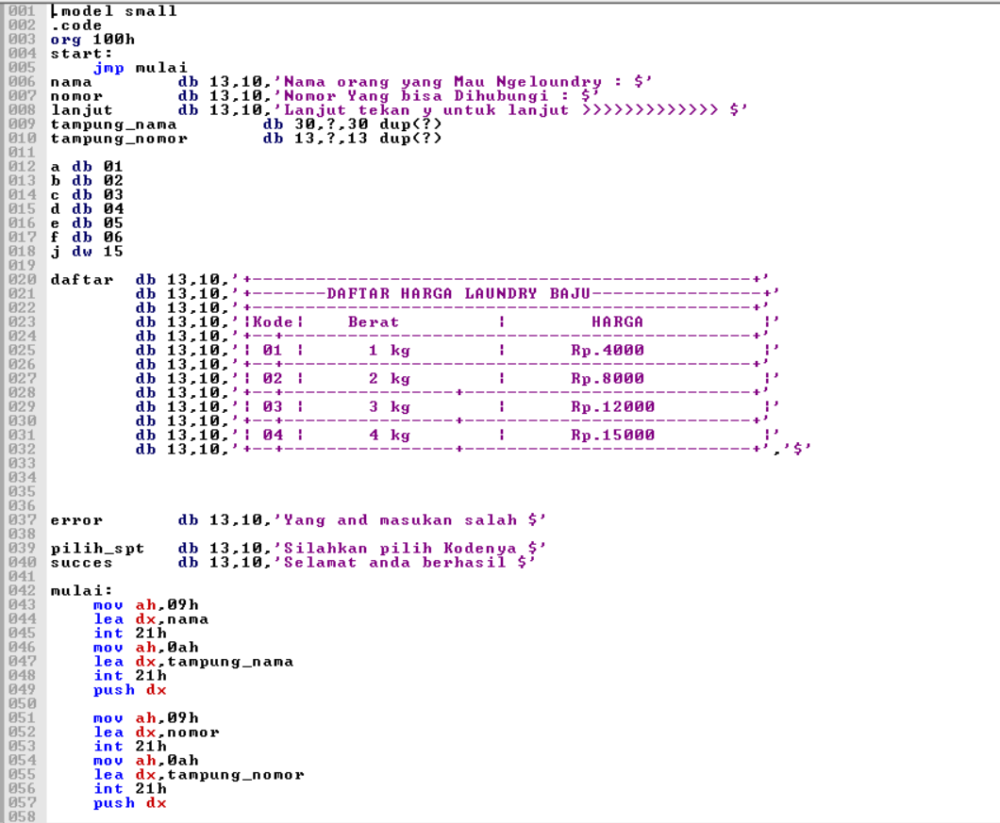 001 .model small
002 .code
003 org 100h
004 start:
005     jmp mulai
006 nama        db 13,10,'Nama orang yang Mau Ngeloundry : $'
007 nomor       db 13,10,'Nomor Yang bisa Dihubungi : $'
008 lanjut      db 13,10,'Lanjut tekan y untuk lanjut >>>>>>>>>>>>> $'
009 tampung_nama        db 30,?,30 dup(?)
010 tampung_nomor       db 13,?,13 dup(?)
011
012 a db 01
013 b db 02
014 c db 03
015 d db 04
016 e db 05
017 f db 06
018 j dw 15
019
020 daftar  db 13,10,'+-----------------------------------------------+'
021         db 13,10,'+-------DAFTAR HARGA LAUNDRY BAJU----------------+'
022         db 13,10,'+-----------------------------------------------+'
023         db 13,10,'|Kode|    Berat         |        HARGA           |'
024         db 13,10,'+--+--------------------------------------------+'
025         db 13,10,'| 01 |      1 kg        |      Rp.4000           |'
026         db 13,10,'+--+--------------------------------------------+'
027         db 13,10,'| 02 |      2 kg        |      Rp.8000           |'
028         db 13,10,'+--+----------------+---------------------------+'
029         db 13,10,'| 03 |      3 kg        |      Rp.12000          |'
030         db 13,10,'+--+----------------+---------------------------+'
031         db 13,10,'| 04 |      4 kg        |      Rp.15000          |'
032         db 13,10,'+--+----------------+---------------------------+','$'
033
034
035
036
037 error       db 13,10,'Yang and masukan salah $'
038
039 pilih_spt   db 13,10,'Silahkan pilih Kodenya $'
040 succes      db 13,10,'Selamat anda berhasil $'
041
042 mulai:
043     mov ah,09h
044     lea dx,nama
045     int 21h
046     mov ah,0ah
047     lea dx,tampung_nama
048     int 21h
049     push dx
050
051     mov ah,09h
052     lea dx,nomor
053     int 21h
054     mov ah,0ah
055     lea dx,tampung_nomor
056     int 21h
057     push dx
058